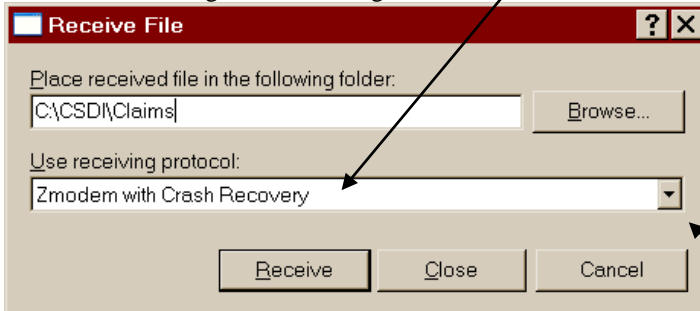 Receive File
Place received file in the following folder:
C:\CSDI\Claims
Browse...
Use receiving protocol:
Zmodem with Crash Recovery
Receive Close Cancel